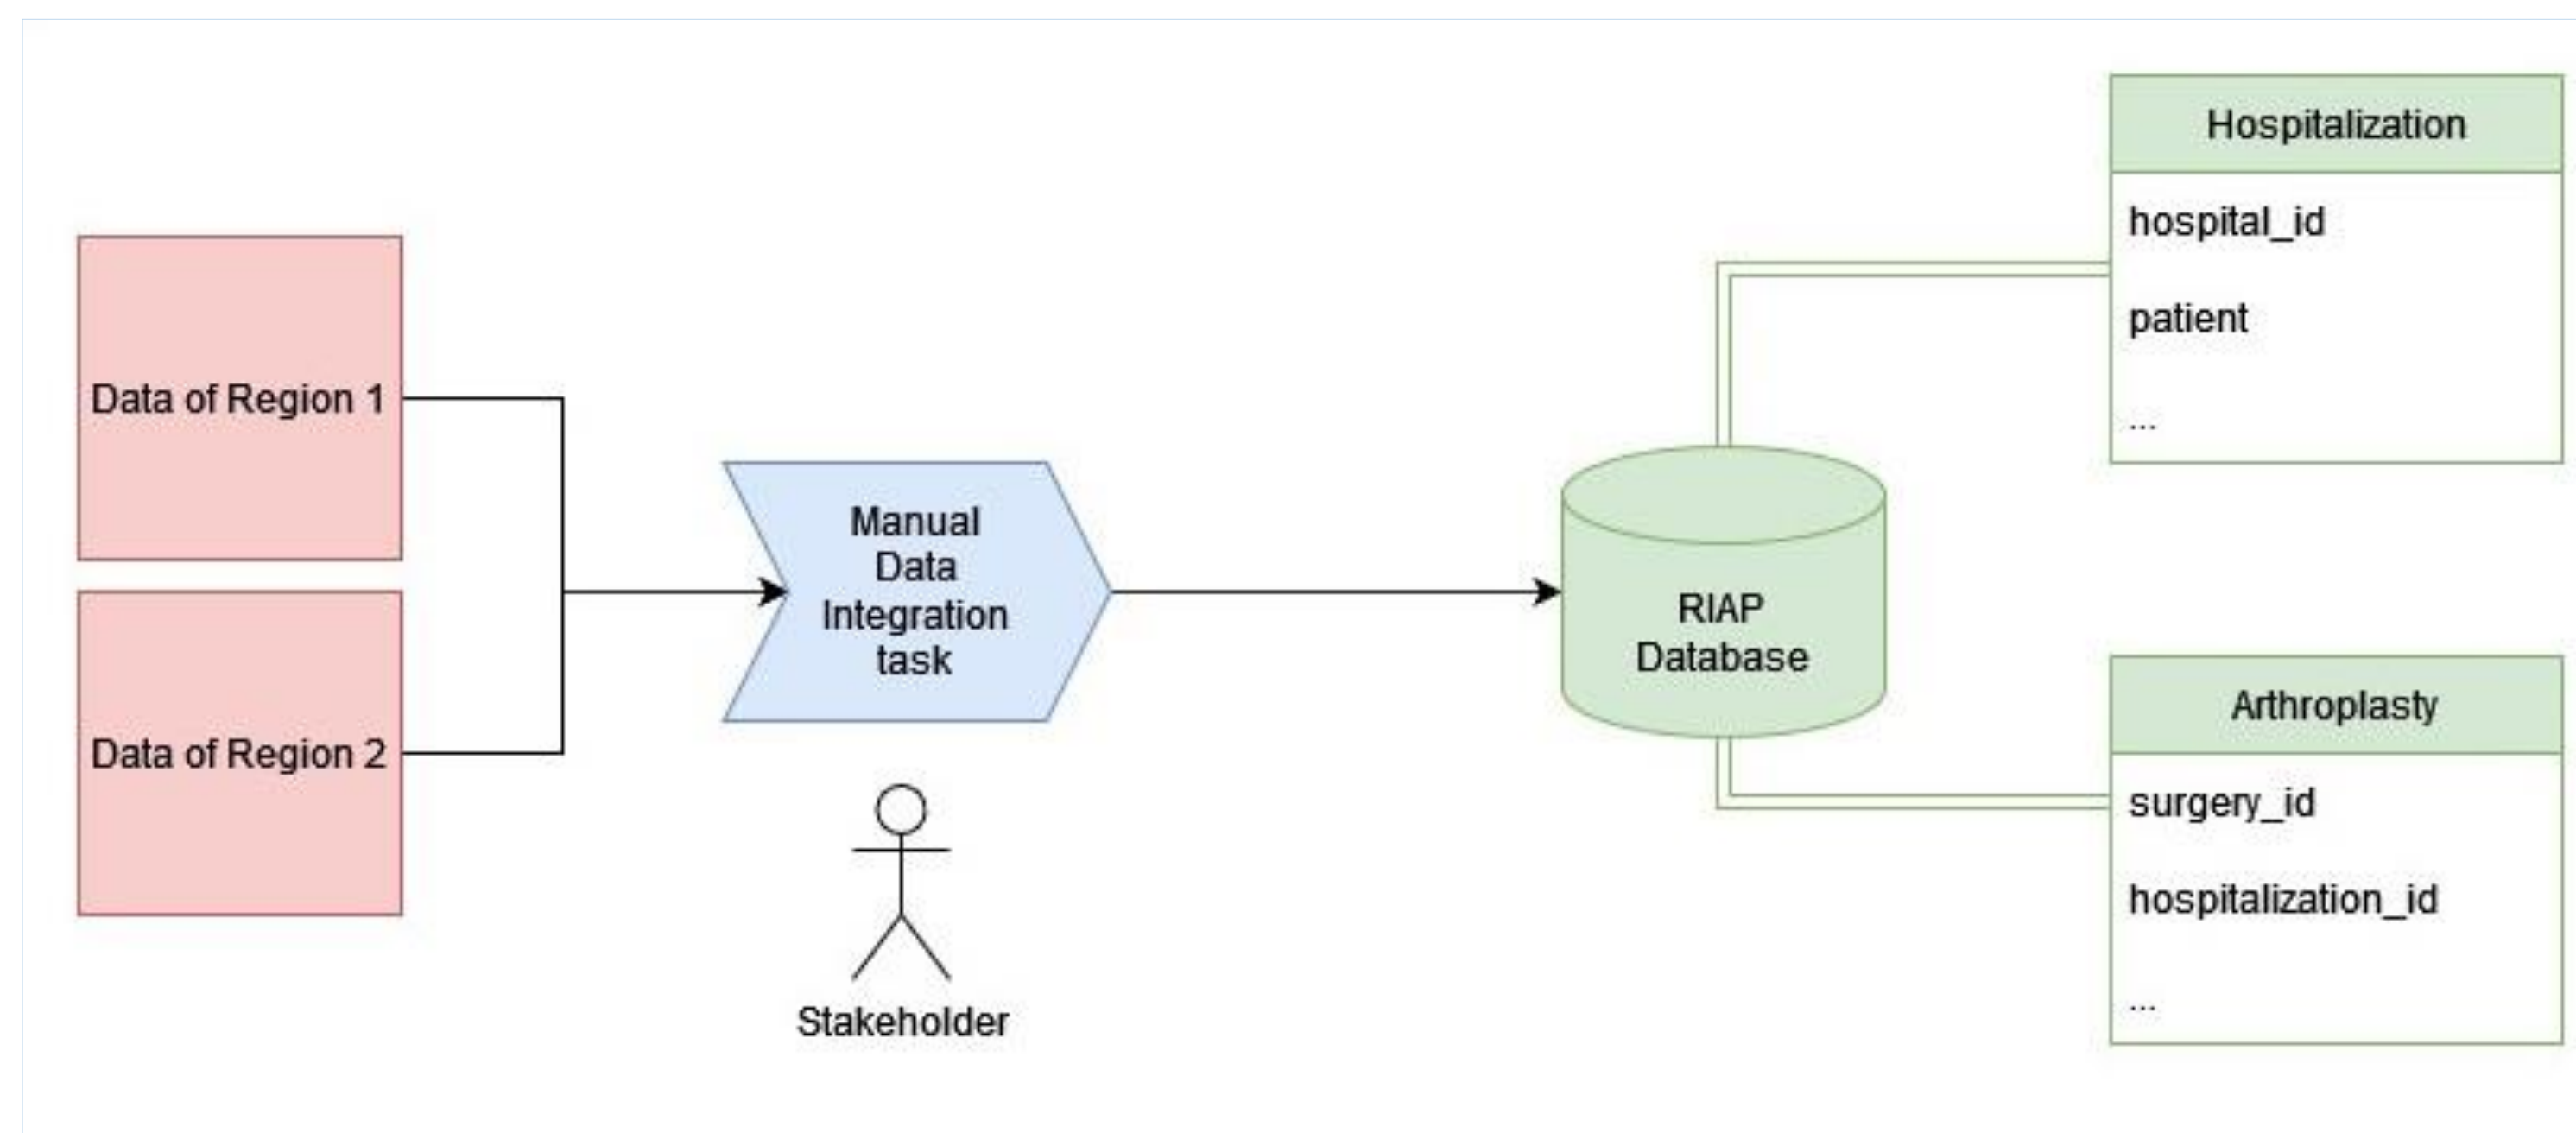 Data of Region 1
Data of Region 2
Manual
Data
Integration
task
Stakeholder
RIAP
Database
Hospitalization
hospital_id
patient
...
Arthroplasty
surgery_id
hospitalization_id
...